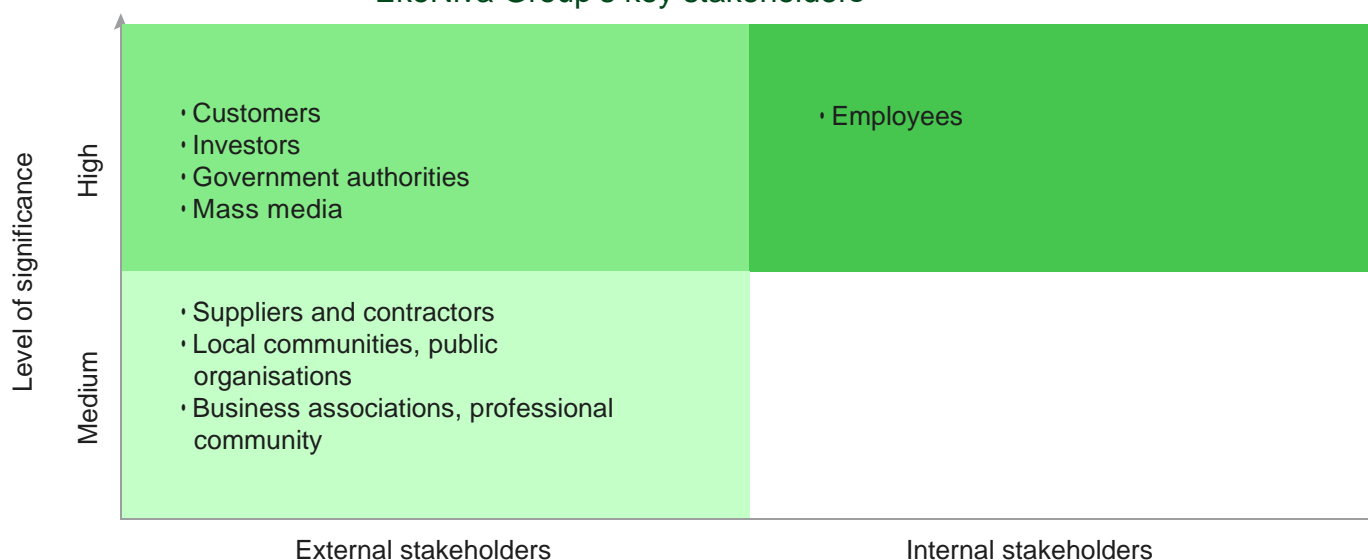 EkoNiva Group's key stakeholders
Level of significance
High
• Customers
• Investors
• Government authorities
• Mass media
• Employees
Medium
• Suppliers and contractors
• Local communities, public
organisations
• Business associations, professional
community
External stakeholders
Internal stakeholders